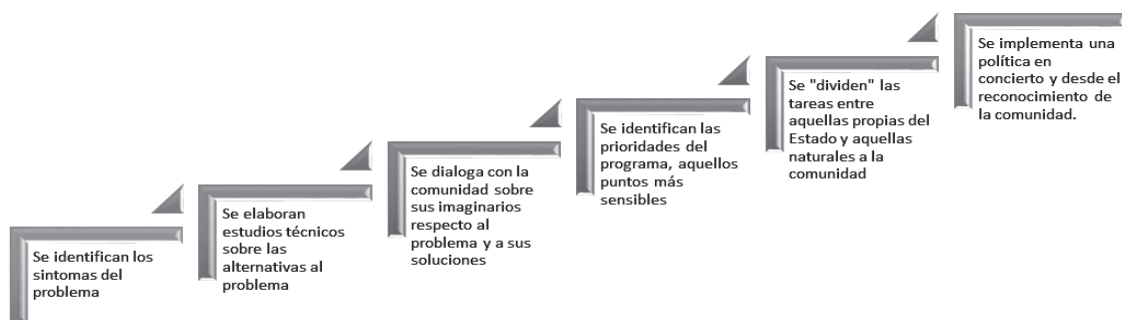 Se identifican los
sintomas del
problema
Se elaboran
estudios técnicos
sobre las
alternativas al
problema
Se dialoga con la
comunidad sobre
sus imaginarios
respecto al
problema y a sus
soluciones
Se identifican las
prioridades del
programa, aquellos
puntos más
sensibles
Se "dividen" las
tareas entre
aquellas propias del
Estado y aquellas
naturales a la
comunidad
Se implementa una
política en
concierto y desde el
reconocimiento de
la comunidad.